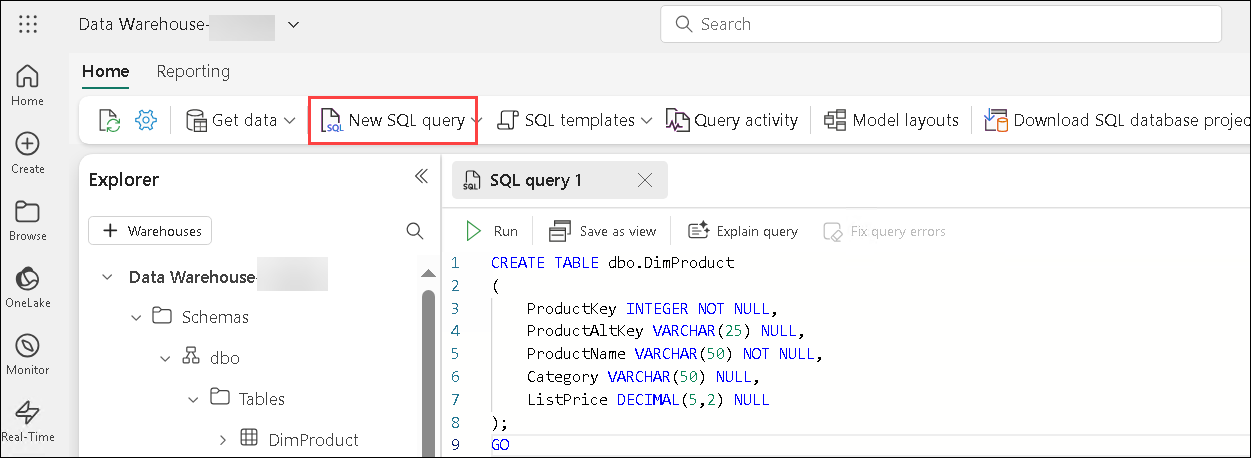 Data Warehouse-
Search
Home Reporting
Get data New SQL query SQL templates Query activity Model layouts Download SQL database projec
Home
Create
Browse
OneLake
Monitor
Real-Time
Explorer
+ Warehouses
Data Warehouse-
Schemas
dbo
Tables
DimProduct
SQL query 1
Run Save as view Explain query Fix query errors
1 CREATE TABLE dbo.DimProduct
2 (
3 ProductKey INTEGER NOT NULL,
4 ProductAltKey VARCHAR(25) NULL,
5 ProductName VARCHAR(50) NOT NULL,
6 Category VARCHAR(50) NULL,
7 ListPrice DECIMAL(5,2) NULL
8 );
9 GO